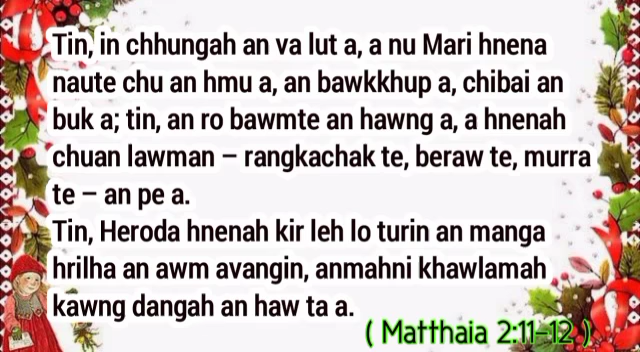 Tin, in chhungah an va lut a, a nu Mari hnena
naute chu an hmu a, an bawkkhup a, chibai an
buk a; tin, an ro bawmte an hawng a, a hnenah
chuan lawman – rangkachak te, beraw te, murra
te – an pe a.
Tin, Heroda hnenah kir leh lo turin an manga
hrilha an awm avangin, anmahni khawlamah
kawng dangah an haw ta a.
( Matthaia 2:11-12 )